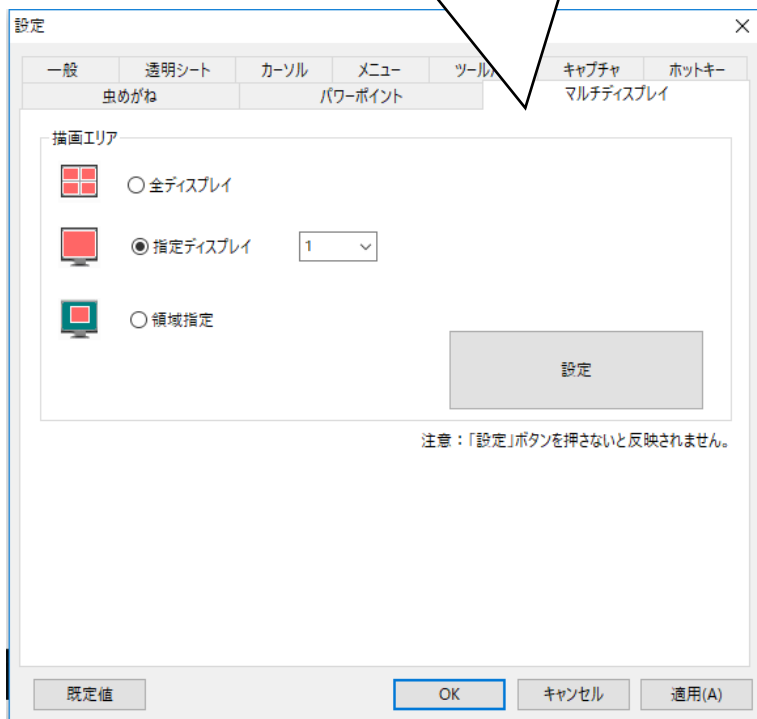 設定
一般 透明シート カーソル メニュー キャプチャ ホットキー
虫めがね パワーポイント マルチディスプレイ
描画エリア
全ディスプレイ
指定ディスプレイ 1
領域指定
設定
注意：「設定」ボタンを押さないと反映されません。
既定値 OK キャンセル 適用(A)